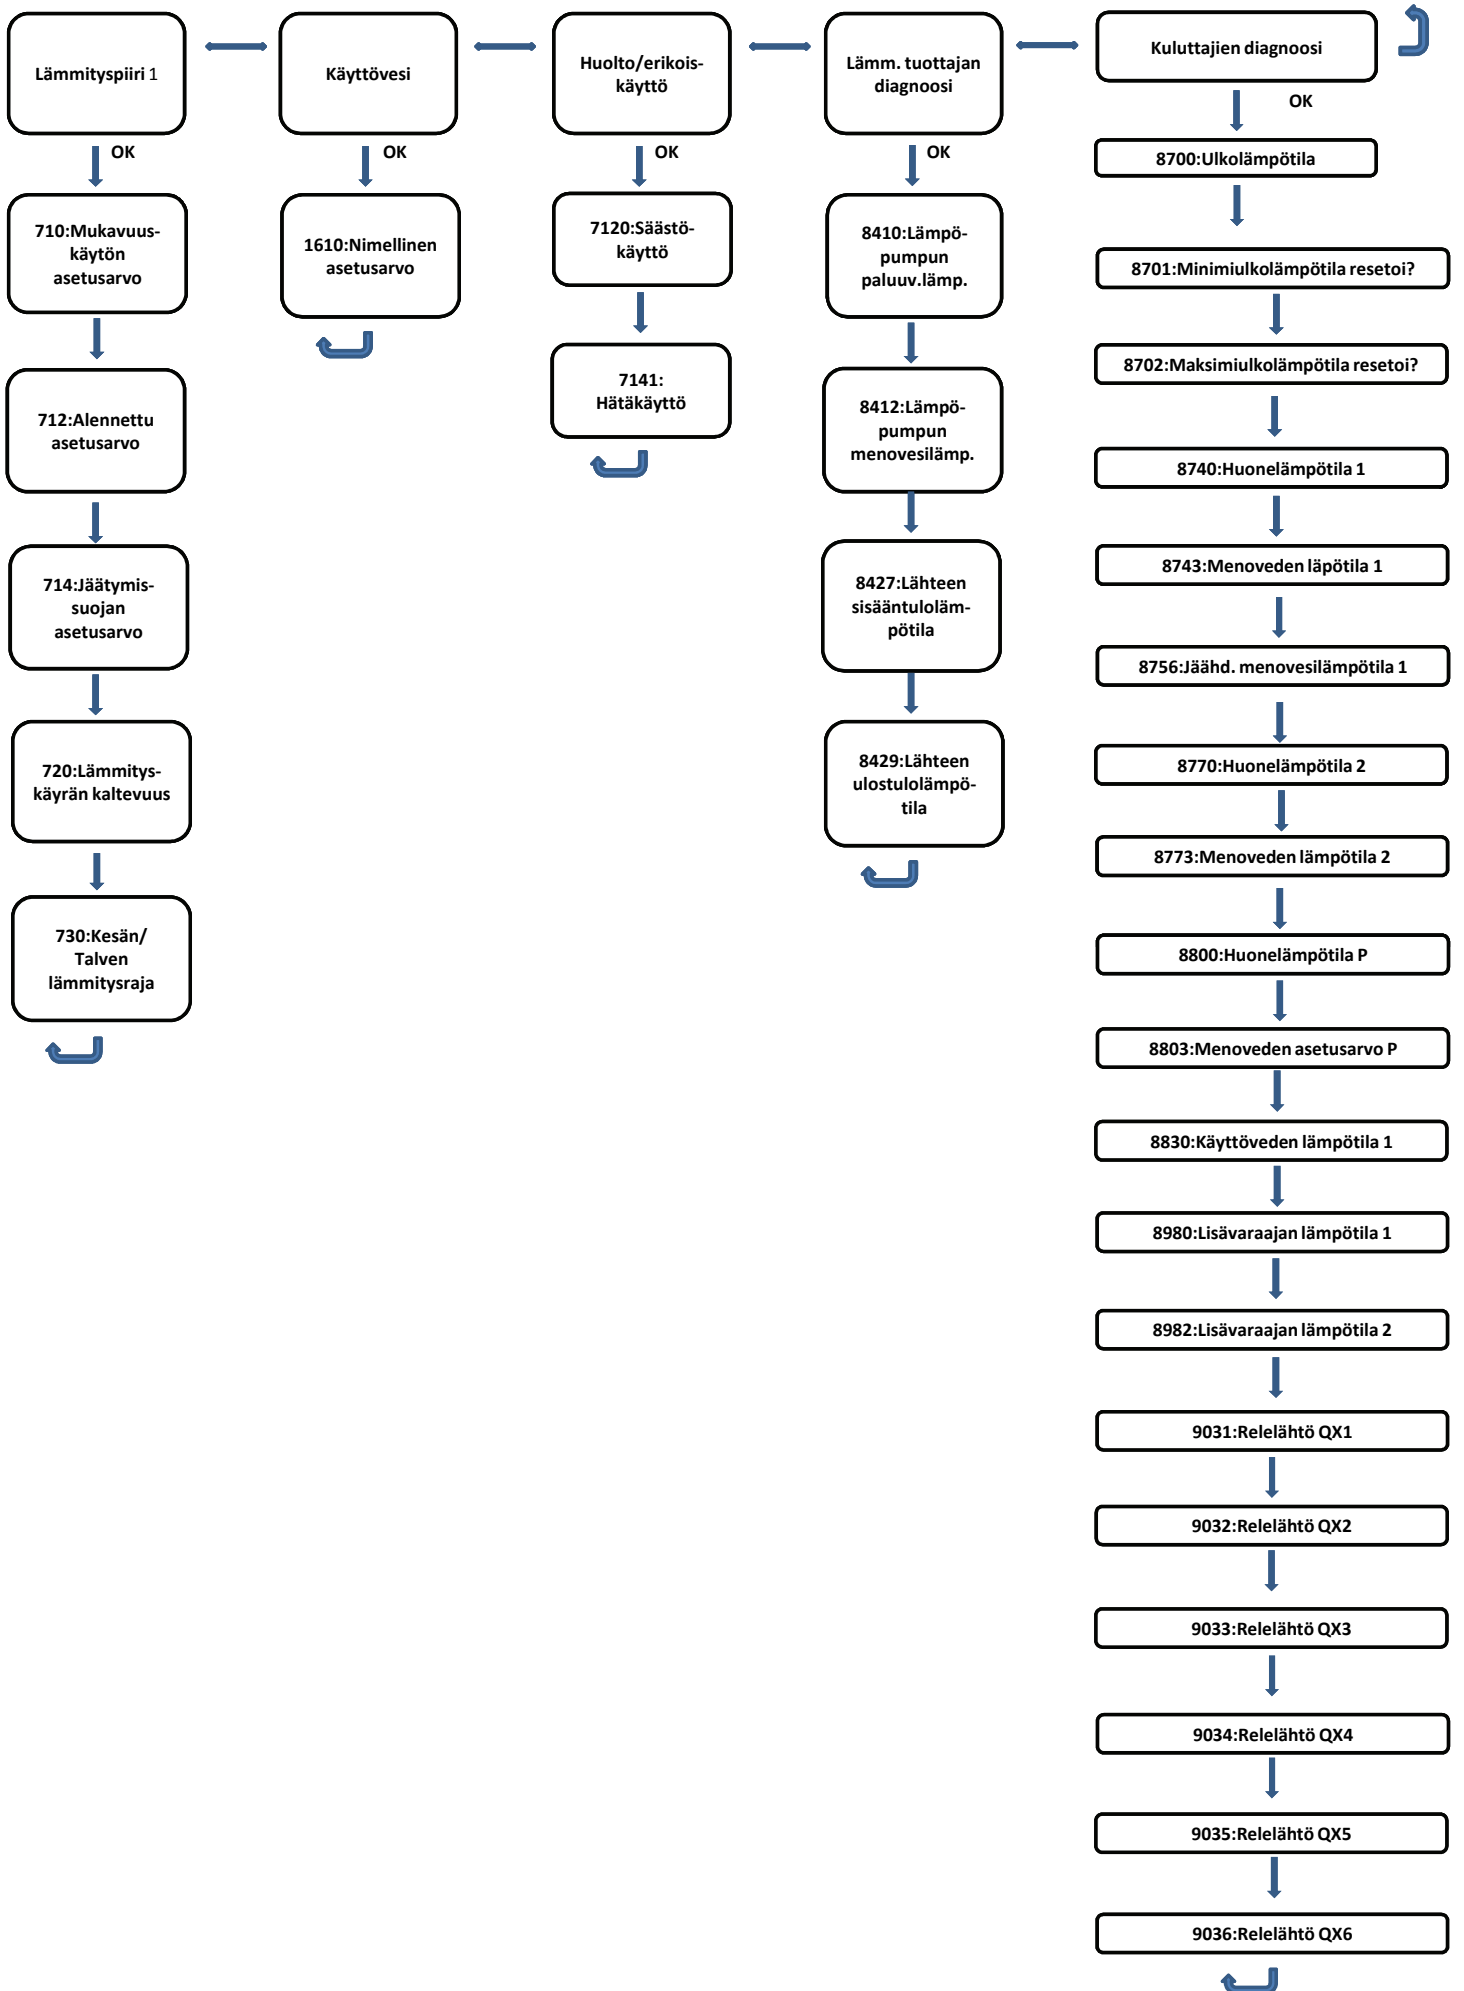 Lämmityspiiri 1
OK
710:Mukavuus-
käytön
asetusarvo
712:Alennettu
asetusarvo
714:Jäätymis-
suojan
asetusarvo
720:Lämmitys-
käyrän kaltevuus
730:Kesän/
Talven
lämmitysraja
Käyttövesi
OK
1610:Nimellinen
asetusarvo
Huolto/erikois-
käyttö
OK
7120:Säästö-
käyttö
7141:
Hätäkäyttö
Lämm. tuottajan
diagnoosi
OK
8410:Lämpö-
pumpun
paluuv.lämp.
8412:Lämpö-
pumpun
menovesilämp.
8427:Lähteen
sisääntuloläm-
pötila
8429:Lähteen
ulostulolämpö-
tila
Kuluttajien diagnoosi
OK
8700:Ulkolämpötila
8701:Minimiulkolämpötila resetoi?
8702:Maksimiulkolämpötila resetoi?
8740:Huonelämpötila 1
8743:Menoveden läpötila 1
8756:Jäähd. menovesilämpötila 1
8770:Huonelämpötila 2
8773:Menoveden lämpötila 2
8800:Huonelämpötila P
8803:Menoveden asetusarvo P
8830:Käyttöveden lämpötila 1
8980:Lisävaraajan lämpötila 1
8982:Lisävaraajan lämpötila 2
9031:Relelähtö QX1
9032:Relelähtö QX2
9033:Relelähtö QX3
9034:Relelähtö QX4
9035:Relelähtö QX5
9036:Relelähtö QX6